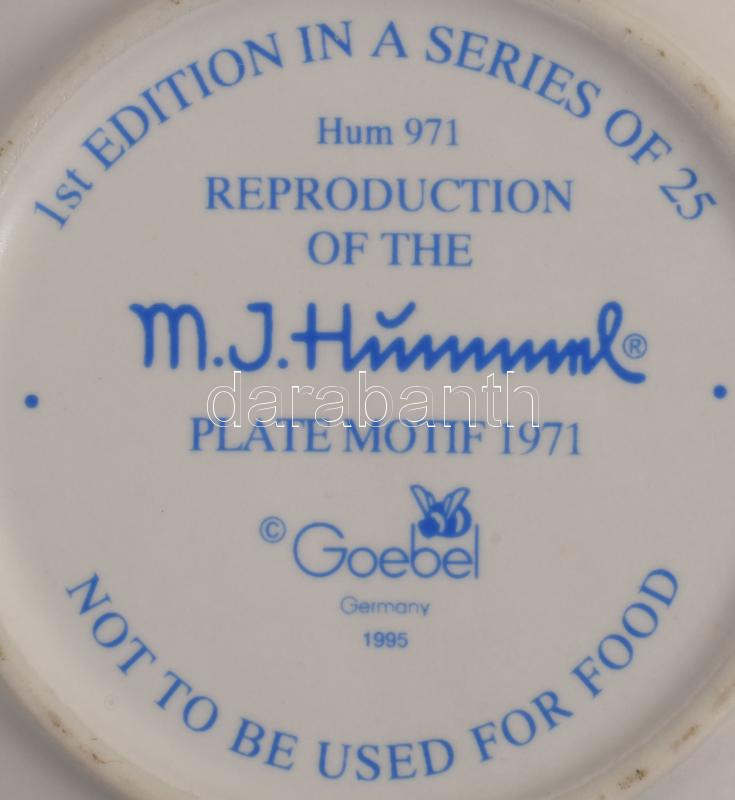 1st EDITION IN A SERIES OF 25
Hum 971
REPRODUCTION
OF THE
M.J.Hummel®
darabanth
PLATE MOTIF 1971
© Goebel
Germany
1995
NOT TO BE USED FOR FOOD